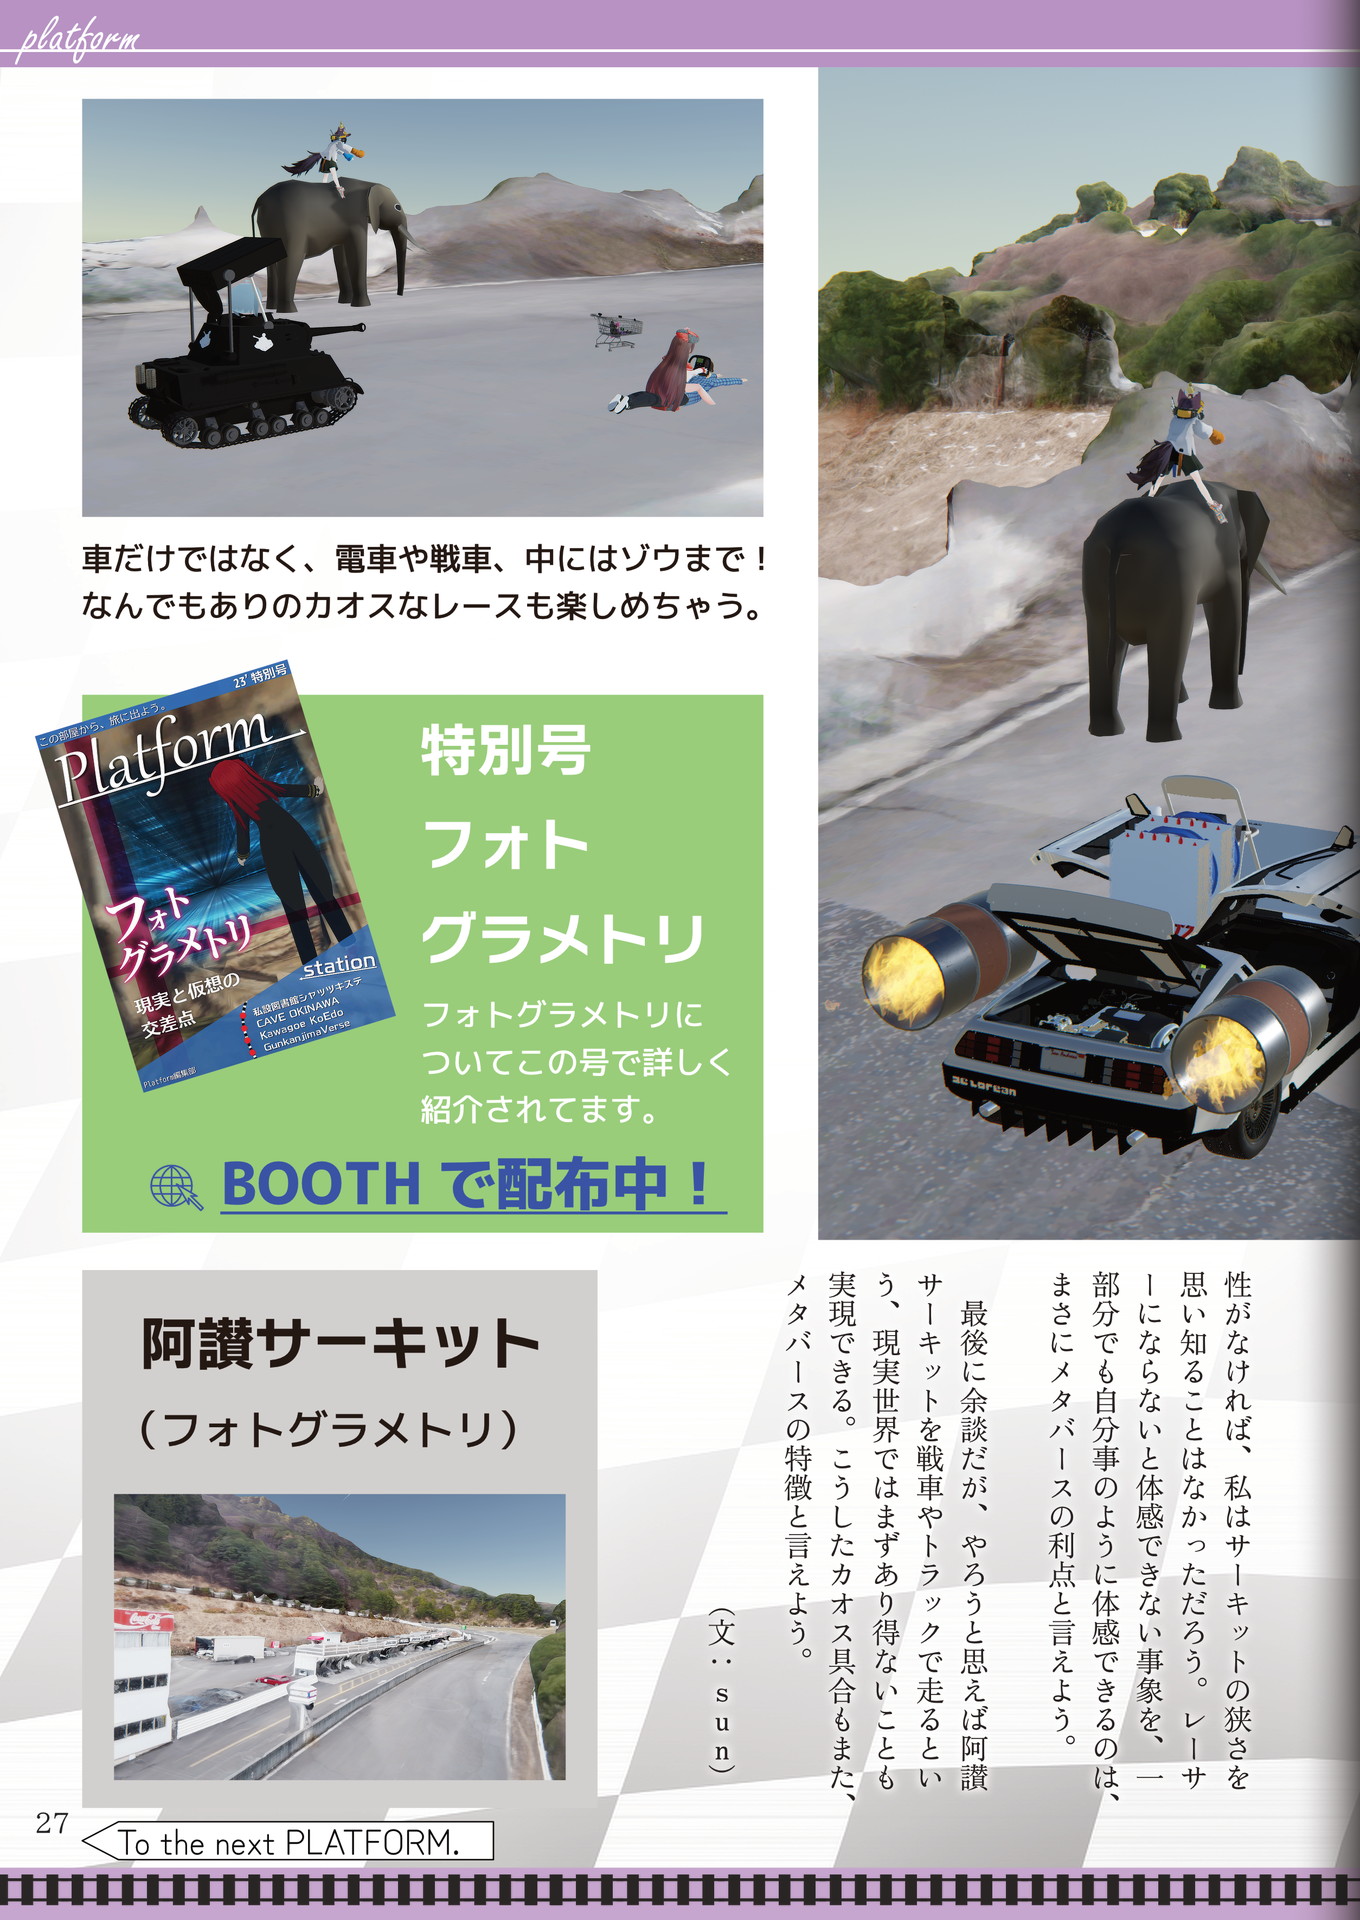 platform
車だけではなく、電車や戦車、中にはゾウまで！
なんでもありのカオスなレースも楽しめちゃう。
23' 特別号
この部屋から、旅に出よう。
Platform
フォト
グラメトリ
現実と仮想の
交差点
station
私設図書館シャッツキステ
CAVE OKINAWA
Kawagoe KoEdo
GunkanjimaVerse
Platform編集部
特別号
フォト
グラメトリ
フォトグラメトリに
ついてこの号で詳しく
紹介されてます。
BOOTHで配布中！
性がなければ、私はサーキットの狭さを
思い知ることはなかっただろう。レーサ
ーにならないと体感できない事象を、一
部分でも自分事のように体感できるのは、
まさにメタバースの利点と言えよう。
最後に余談だが、やろうと思えば阿讃
サーキットを戦車やトラックで走るとい
う、現実世界ではまずあり得ないことも
実現できる。こうしたカオス具合もまた、
メタバースの特徴と言えよう。
（文：sun）
阿讃サーキット
（フォトグラメトリ）
27
To the next PLATFORM.